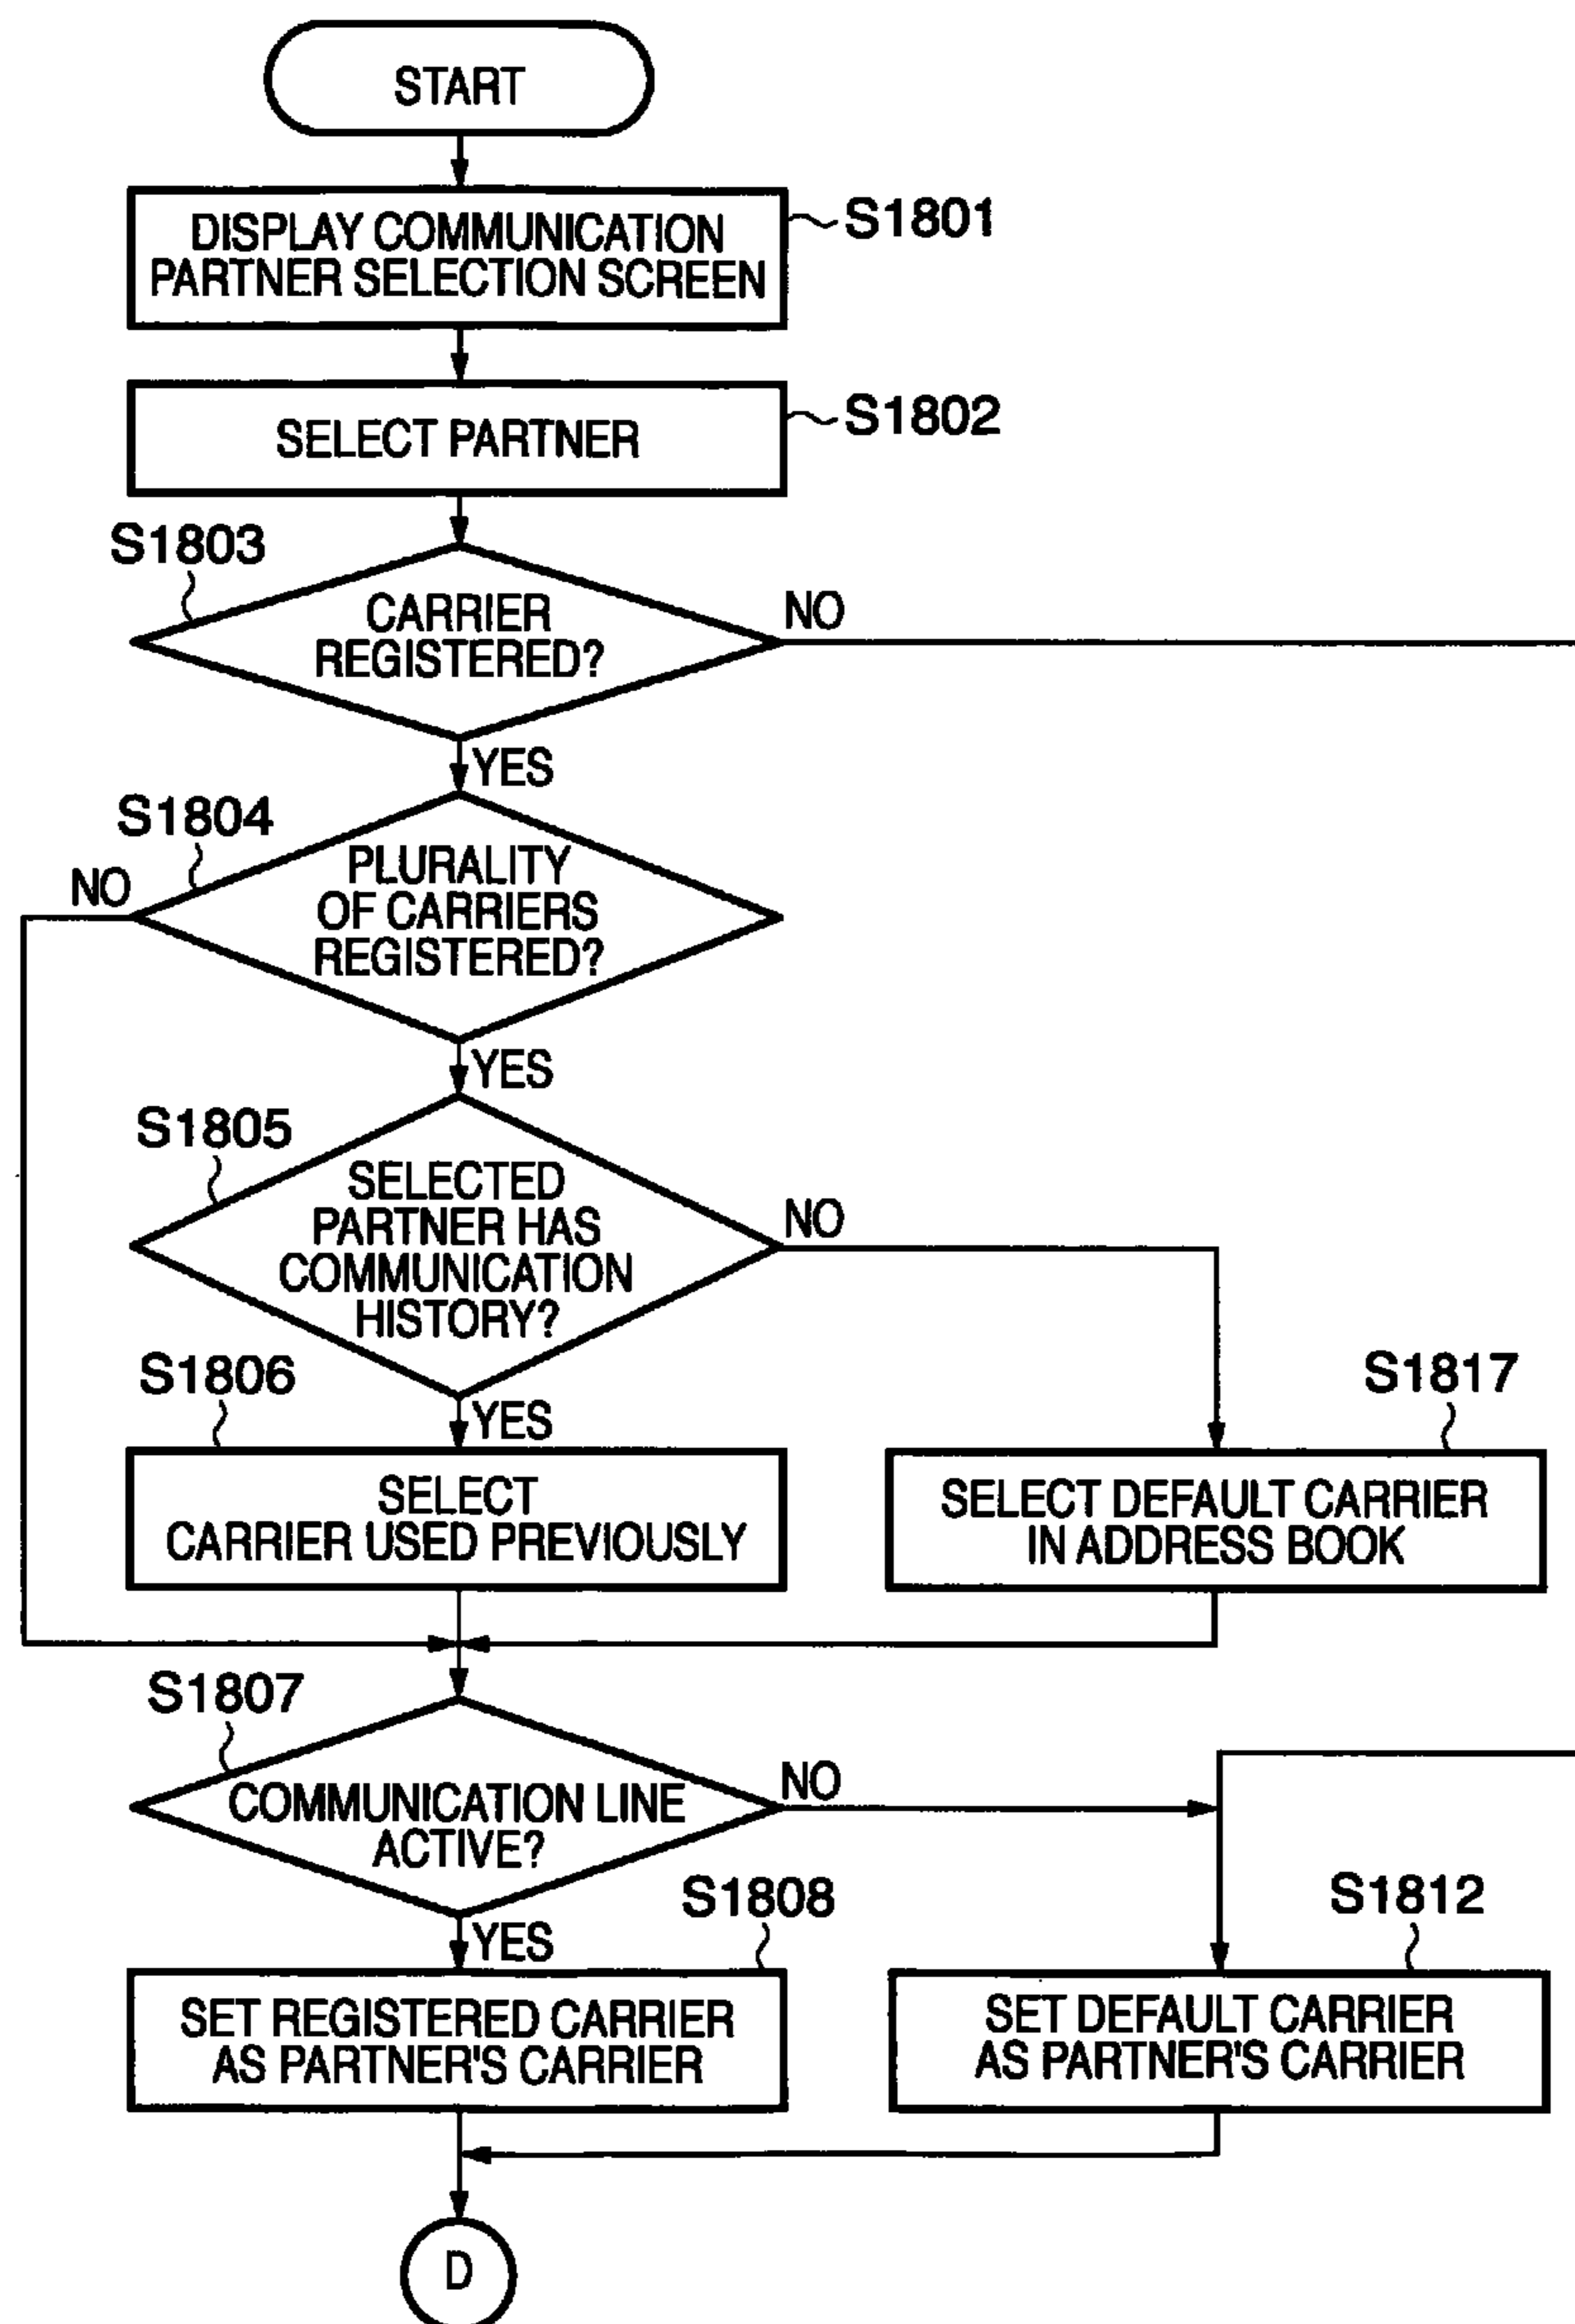 START
DISPLAY COMMUNICATION
PARTNER SELECTION SCREEN
S1801
SELECT PARTNER
S1802
S1803
CARRIER
REGISTERED?
NO
YES
S1804
NO
PLURALITY
OF CARRIERS
REGISTERED?
YES
S1805
SELECTED
PARTNER HAS
COMMUNICATION
HISTORY?
NO
YES
S1806
SELECT
CARRIER USED PREVIOUSLY
S1817
SELECT DEFAULT CARRIER
IN ADDRESS BOOK
S1807
COMMUNICATION LINE
ACTIVE?
NO
YES
S1808
SET REGISTERED CARRIER
AS PARTNER'S CARRIER
S1812
SET DEFAULT CARRIER
AS PARTNER'S CARRIER
D